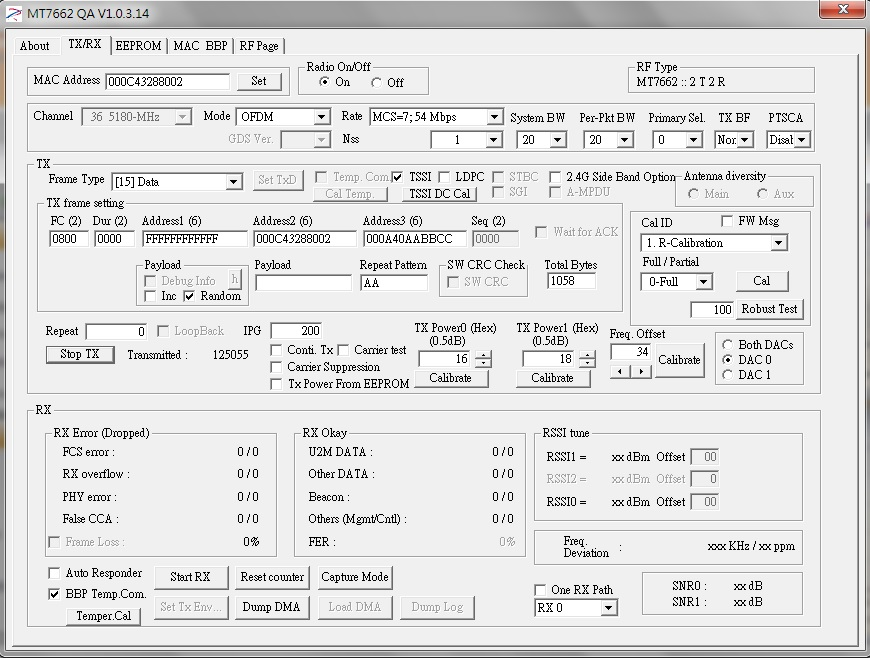 MT7662 QA V1.0.3.14
About TX/RX EEPROM MAC BBP RF Page
MAC Address 000C43288002 Set
Radio On/Off
On Off
RF Type
MT7662 :: 2 T 2 R
Channel 36 5180-MHz Mode OFDM Rate MCS=7; 54 Mbps System BW Per-Pkt BW Primary Sel. TX BF PTSCA
GDS Ver. Nss 1 20 20 0 Nor Disal
TX
Frame Type [15] Data Set TxD Temp. Com TSSI LDPC STBC 2.4G Side Band Option
Cal Temp. TSSI DC Cal SGI A-MPDU
Antenna diversity
Main Aux
TX frame setting
FC (2) Dur (2) Address1 (6) Address2 (6) Address3 (6) Seq (2)
0800 0000 FFFFFFFFFFFF 000C43288002 000A40AABBCC 0000 Wait for ACK
Payload Payload Repeat Pattern SW CRC Check Total Bytes
Debug Info h AA SW CRC 1058
Inc Random
Cal ID FW Msg
1. R-Calibration
Full / Partial
0-Full Cal
100 Robust Test
Repeat 0 LoopBack IPG 200
Stop TX Transmitted : 125055
Conti. Tx Carrier test
Carrier Suppression
Tx Power From EEPROM
TX Power0 (Hex)
(0.5dB)
16
Calibrate
TX Power1 (Hex)
(0.5dB)
18
Calibrate
Freq. Offset
34 Calibrate
Both DACs
DAC 0
DAC 1
RX
RX Error (Dropped)
FCS error : 0 / 0
RX overflow : 0 / 0
PHY error : 0 / 0
False CCA : 0 / 0
Frame Loss : 0%
RX Okay
U2M DATA : 0 / 0
Other DATA : 0 / 0
Beacon : 0 / 0
Others (Mgmt/Cntl) : 0 / 0
FER : 0%
RSSI tune
RSSI1 = xx dBm Offset 00
RSSI2 = xx dBm Offset 0
RSSI0 = xx dBm Offset 00
Freq.
Deviation : xxx KHz / xx ppm
Auto Responder Start RX Reset counter Capture Mode
BBP Temp.Com. Set Tx Env... Dump DMA Load DMA Dump Log
Temper.Cal
One RX Path
RX 0
SNR0 : xx dB
SNR1 : xx dB